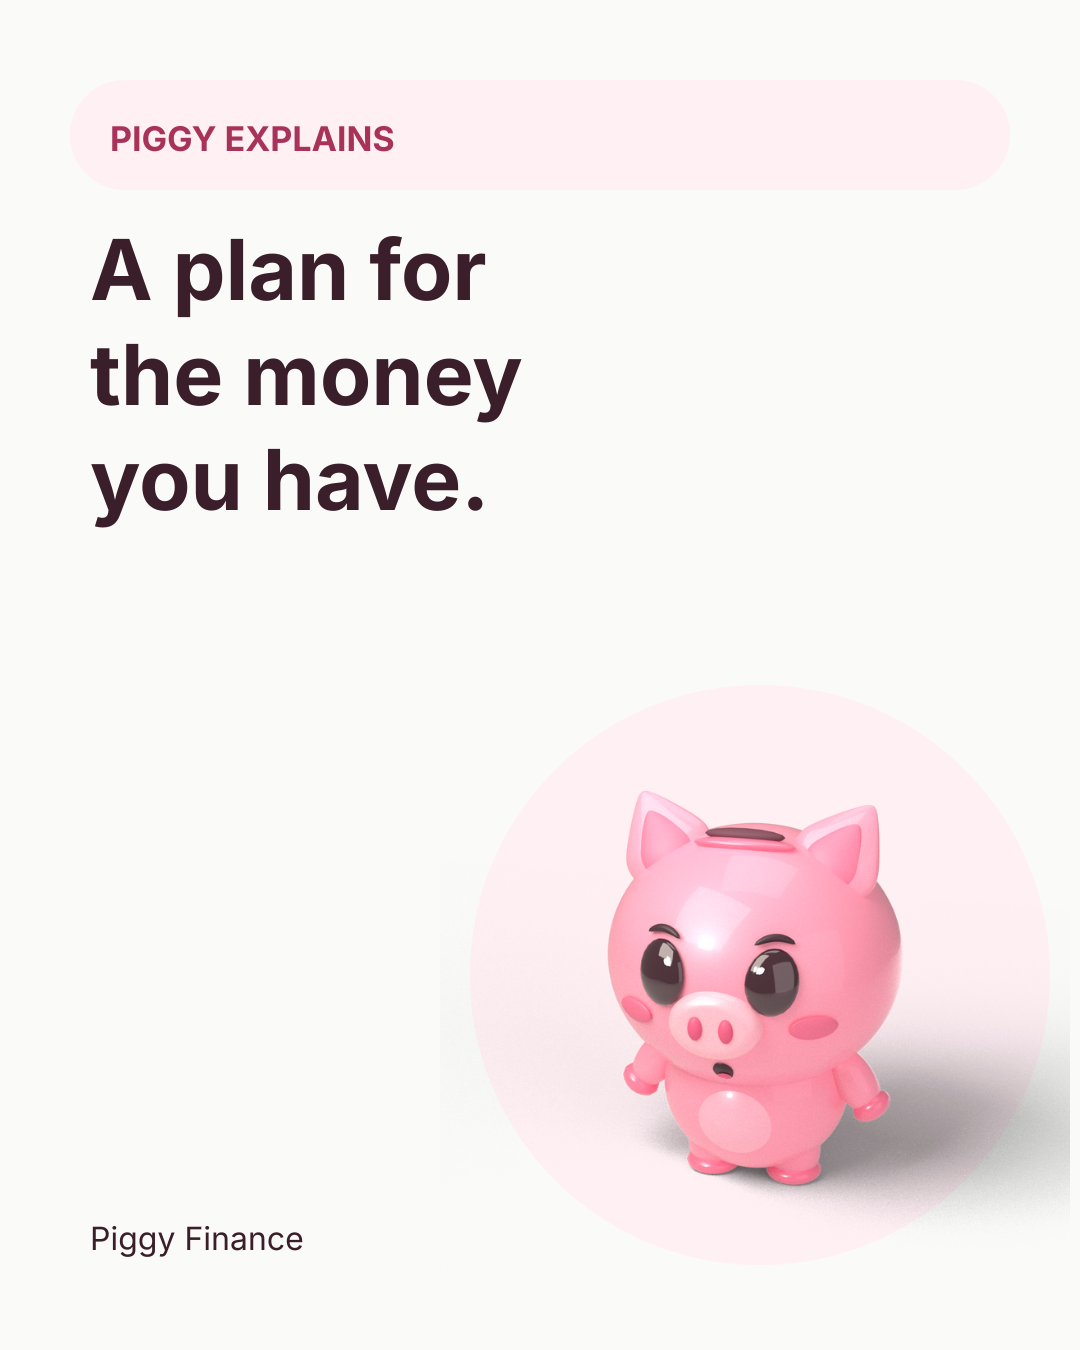 PIGGY EXPLAINS
A plan for
the money
you have.
Piggy Finance